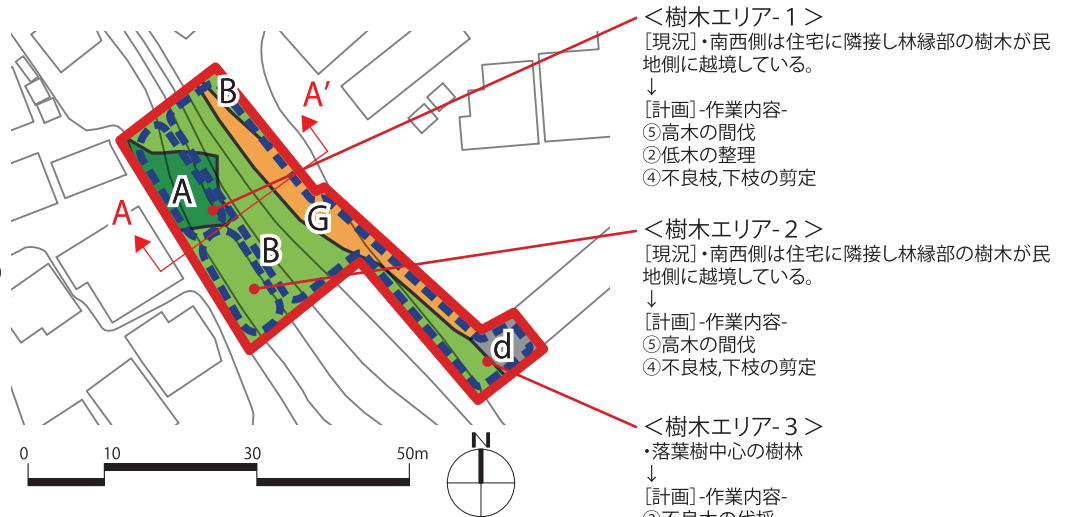 ＜樹木エリア-１＞
［現況］・南西側は住宅に隣接し林縁部の樹木が民
地側に越境している。
↓
［計画］-作業内容-
⑤高木の間伐
②低木の整理
④不良枝,下枝の剪定
＜樹木エリア-２＞
［現況］・南西側は住宅に隣接し林縁部の樹木が民
地側に越境している。
↓
［計画］-作業内容-
⑤高木の間伐
④不良枝,下枝の剪定
＜樹木エリア-３＞
・落葉樹中心の樹林
↓
［計画］-作業内容-
B
A′
A
A
G
B
d
0 10 30 50m
N